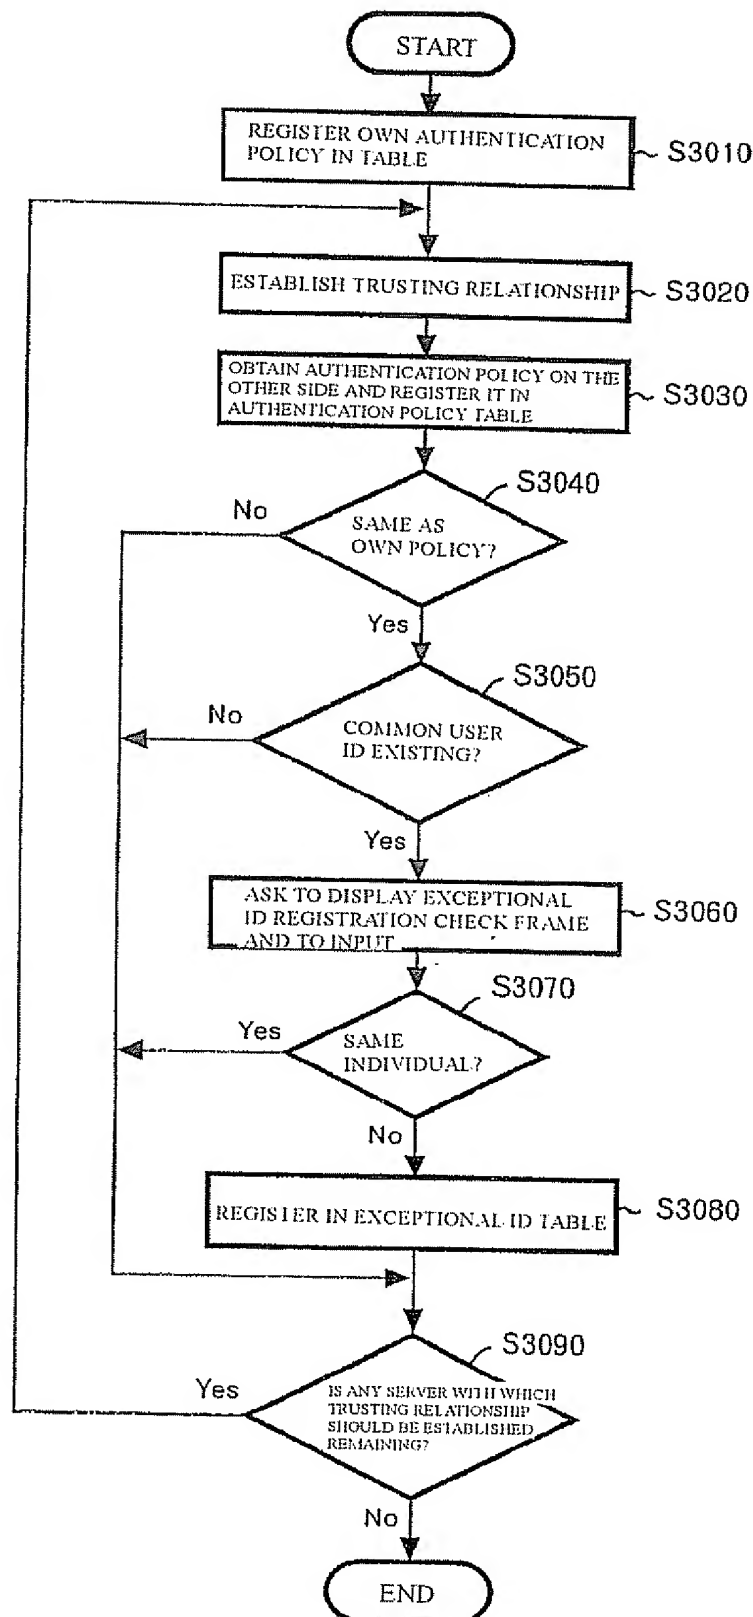 START
REGISTER OWN AUTHENTICATION
POLICY IN TABLE
S3010
ESTABLISH TRUSTING RELATIONSHIP
S3020
OBTAIN AUTHENTICATION POLICY ON THE
OTHER SIDE AND REGISTER IT IN
AUTHENTICATION POLICY TABLE
S3030
S3040
No
SAME AS
OWN POLICY?
Yes
S3050
No
COMMON USER
ID EXISTING?
Yes
ASK TO DISPLAY EXCEPTIONAL
ID REGISTRATION CHECK FRAME
AND TO INPUT
S3060
S3070
Yes
SAME
INDIVIDUAL?
No
REGISTER IN EXCEPTIONAL ID TABLE
S3080
S3090
Yes
IS ANY SERVER WITH WHICH
TRUSTING RELATIONSHIP
SHOULD BE ESTABLISHED
REMAINING?
No
END